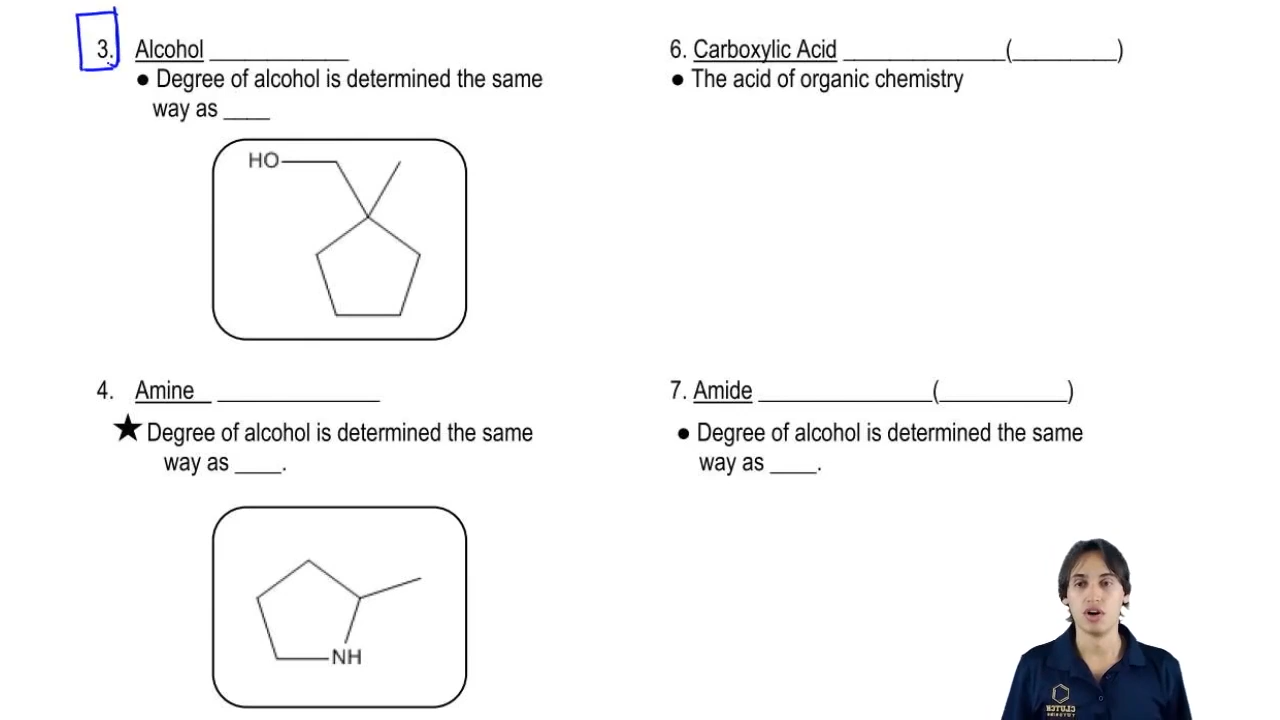 3. Alcohol ____________
● Degree of alcohol is determined the same
way as ____
HO
4. Amine ______________
★ Degree of alcohol is determined the same
way as ____.
NH
6. Carboxylic Acid ______________(_________)
● The acid of organic chemistry
7. Amide _______________(___________)
● Degree of alcohol is determined the same
way as ____.
CLUTCH